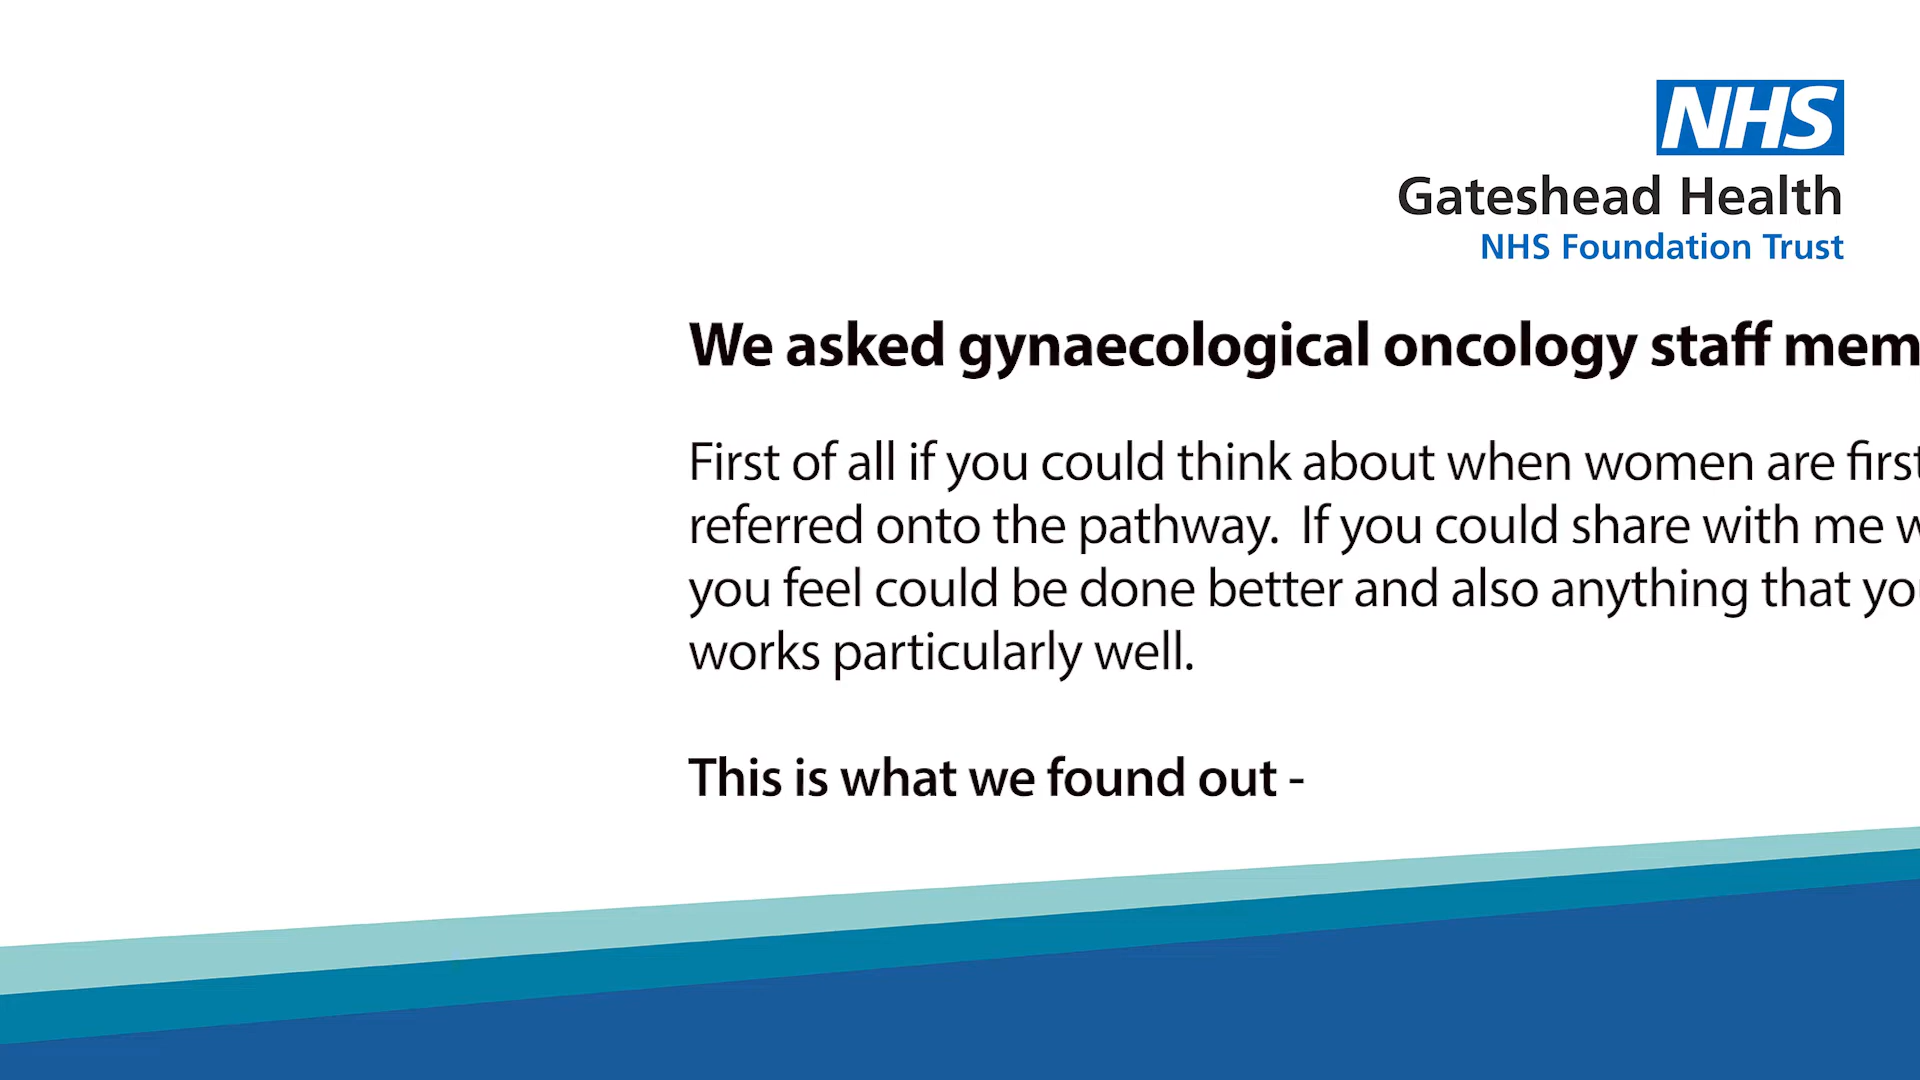 NHS
Gateshead Health
NHS Foundation Trust
We asked gynaecological oncology staff mem
First of all if you could think about when women are first
referred onto the pathway. If you could share with me w
you feel could be done better and also anything that you
works particularly well.
This is what we found out -